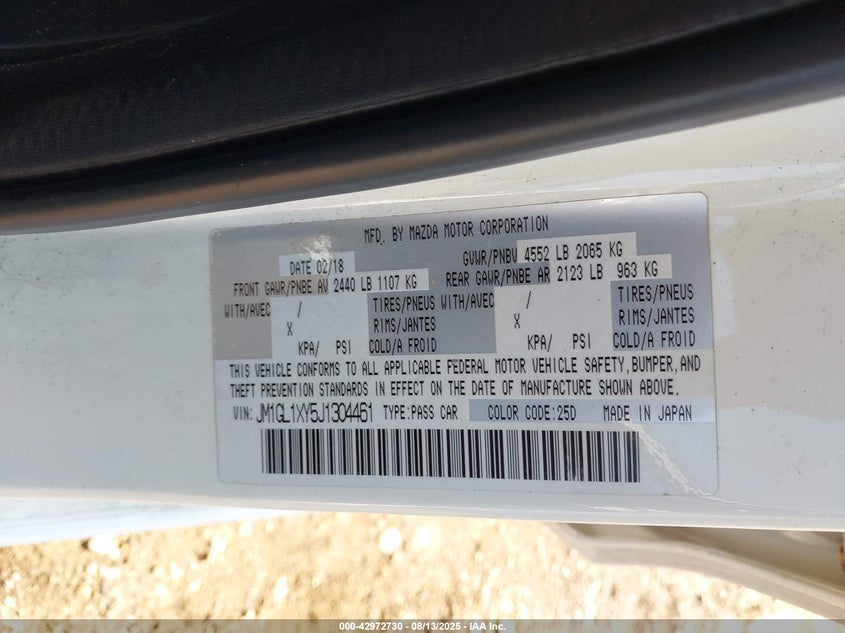 MFD. BY MAZDA MOTOR CORPORATION
DATE 02/18 GVWR/PNBV 4552 LB 2065 KG
FRONT GAWR/PNBE AV 2440 LB 1107 KG REAR GAWR/PNBE AR 2123 LB 963 KG
WITH/AVEC / TIRES/PNEUS WITH/AVEC / TIRES/PNEUS
X RIMS/JANTES X RIMS/JANTES
KPA/ PSI COLD/A FROID KPA/ PSI COLD/A FROID
THIS VEHICLE CONFORMS TO ALL APPLICABLE FEDERAL MOTOR VEHICLE SAFETY, BUMPER, AND
THEFT PREVENTION STANDARDS IN EFFECT ON THE DATE OF MANUFACTURE SHOWN ABOVE.
VIN: JM1GL1XY5J1304461 TYPE:PASS CAR COLOR CODE:25D MADE IN JAPAN
000-42972730 - 08/13/2025 - IAA Inc.